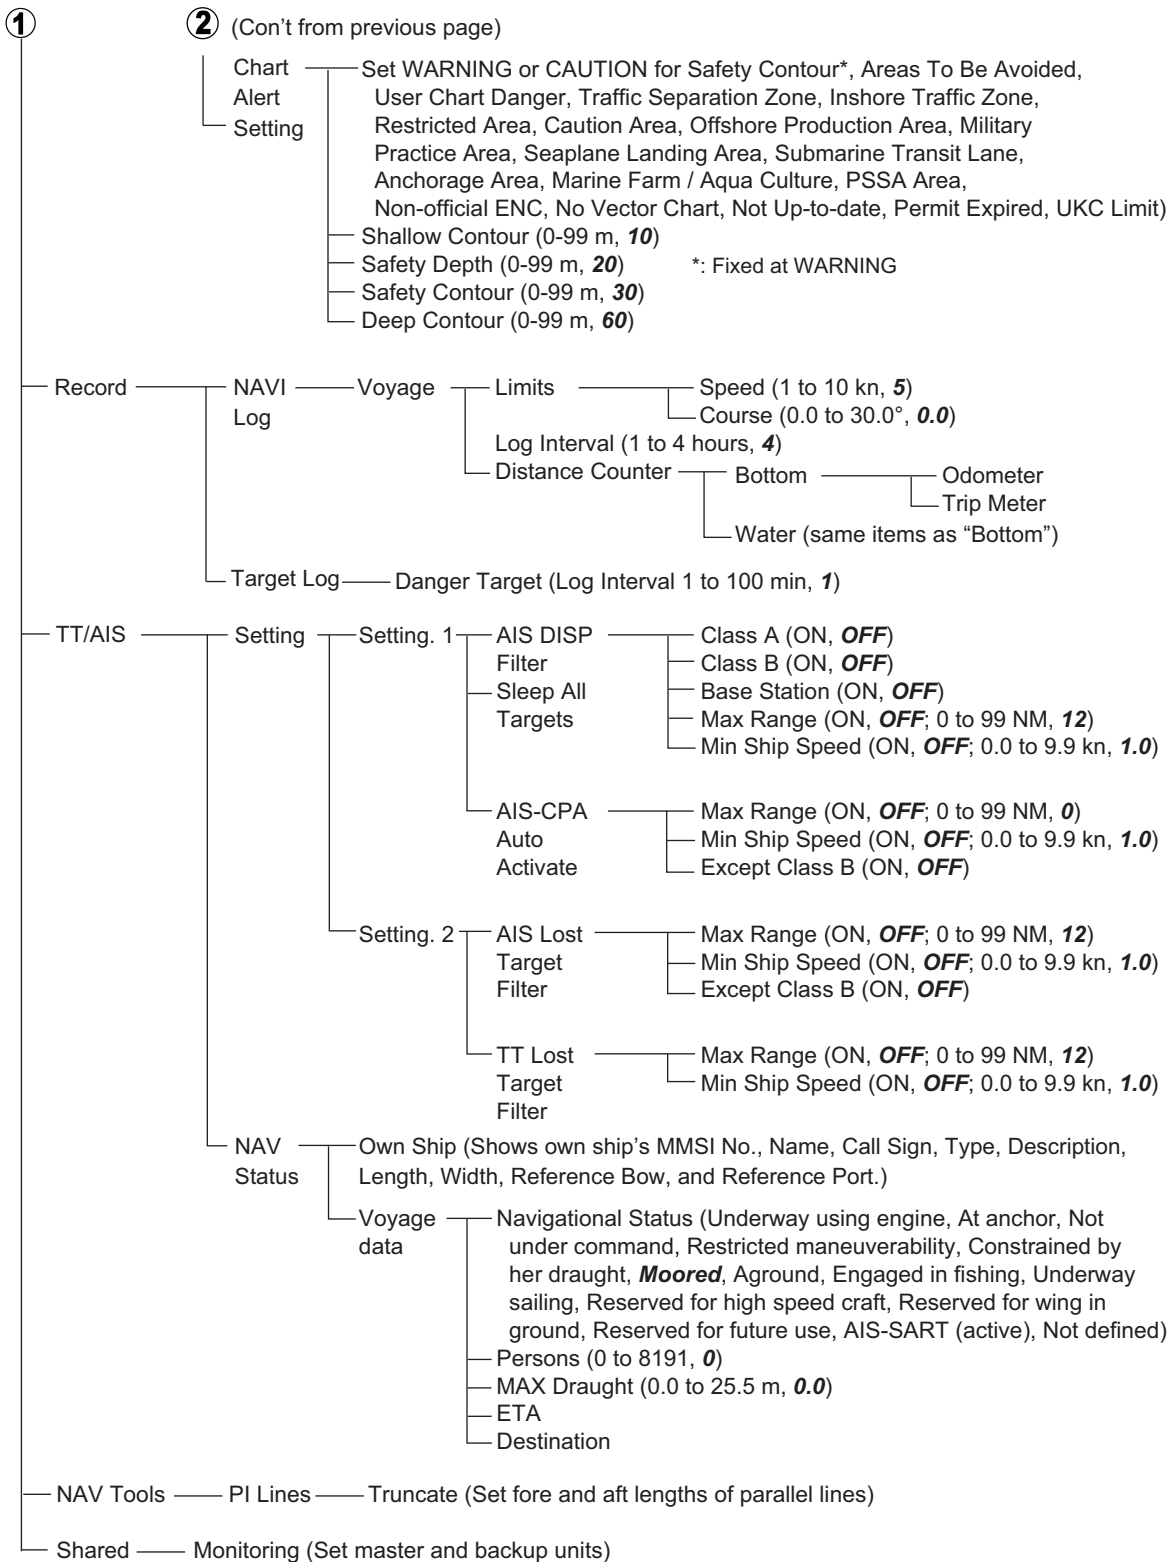 1 2 (Con't from previous page)
Chart Alert Setting
Set WARNING or CAUTION for Safety Contour*, Areas To Be Avoided,
User Chart Danger, Traffic Separation Zone, Inshore Traffic Zone,
Restricted Area, Caution Area, Offshore Production Area, Military
Practice Area, Seaplane Landing Area, Submarine Transit Lane,
Anchorage Area, Marine Farm / Aqua Culture, PSSA Area,
Non-official ENC, No Vector Chart, Not Up-to-date, Permit Expired, UKC Limit)
Shallow Contour (0-99 m, 10)
Safety Depth (0-99 m, 20) *: Fixed at WARNING
Safety Contour (0-99 m, 30)
Deep Contour (0-99 m, 60)
Record
NAVI
Log
Voyage
Limits
Speed (1 to 10 kn, 5)
Course (0.0 to 30.0°, 0.0)
Log Interval (1 to 4 hours, 4)
Distance Counter
Bottom
Odometer
Trip Meter
Water (same items as “Bottom”)
Target Log
Danger Target (Log Interval 1 to 100 min, 1)
TT/AIS
Setting
Setting. 1
AIS DISP
Filter
Class A (ON, OFF)
Class B (ON, OFF)
Base Station (ON, OFF)
Max Range (ON, OFF; 0 to 99 NM, 12)
Min Ship Speed (ON, OFF; 0.0 to 9.9 kn, 1.0)
Sleep All
Targets
AIS-CPA
Auto
Activate
Max Range (ON, OFF; 0 to 99 NM, 0)
Min Ship Speed (ON, OFF; 0.0 to 9.9 kn, 1.0)
Except Class B (ON, OFF)
Setting. 2
AIS Lost
Target
Filter
Max Range (ON, OFF; 0 to 99 NM, 12)
Min Ship Speed (ON, OFF; 0.0 to 9.9 kn, 1.0)
Except Class B (ON, OFF)
TT Lost
Target
Filter
Max Range (ON, OFF; 0 to 99 NM, 12)
Min Ship Speed (ON, OFF; 0.0 to 9.9 kn, 1.0)
NAV
Status
Own Ship (Shows own ship’s MMSI No., Name, Call Sign, Type, Description,
Length, Width, Reference Bow, and Reference Port.)
Voyage
data
Navigational Status (Underway using engine, At anchor, Not
under command, Restricted maneuverability, Constrained by
her draught, Moored, Aground, Engaged in fishing, Underway
sailing, Reserved for high speed craft, Reserved for wing in
ground, Reserved for future use, AIS-SART (active), Not defined)
Persons (0 to 8191, 0)
MAX Draught (0.0 to 25.5 m, 0.0)
ETA
Destination
NAV Tools
PI Lines
Truncate (Set fore and aft lengths of parallel lines)
Shared
Monitoring (Set master and backup units)